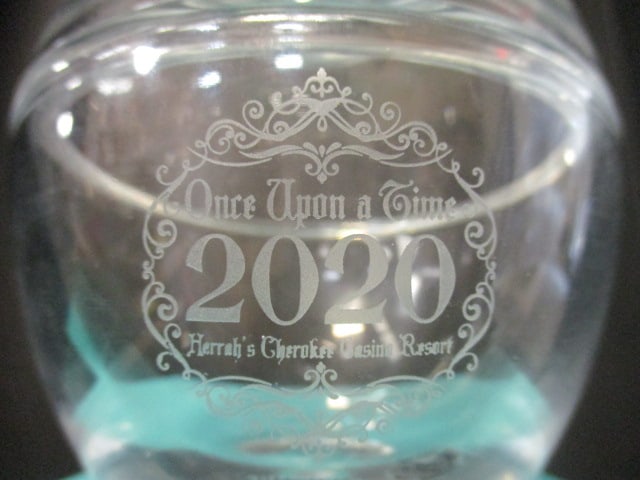 Once Upon a Time
2020
Harrah's Cherokee Casino Resort